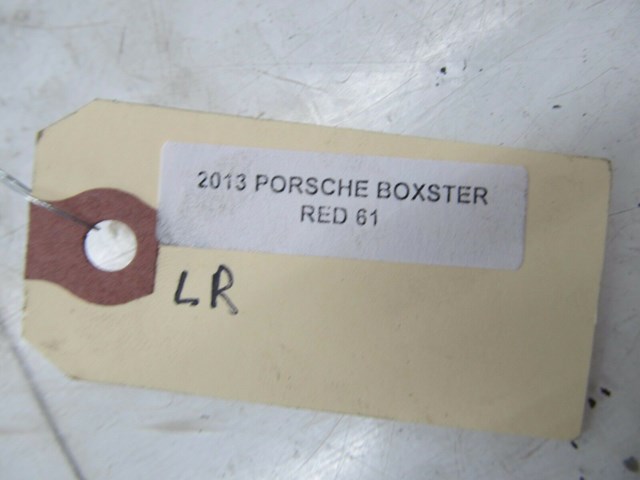 2013 PORSCHE BOXSTER
RED 61
LR